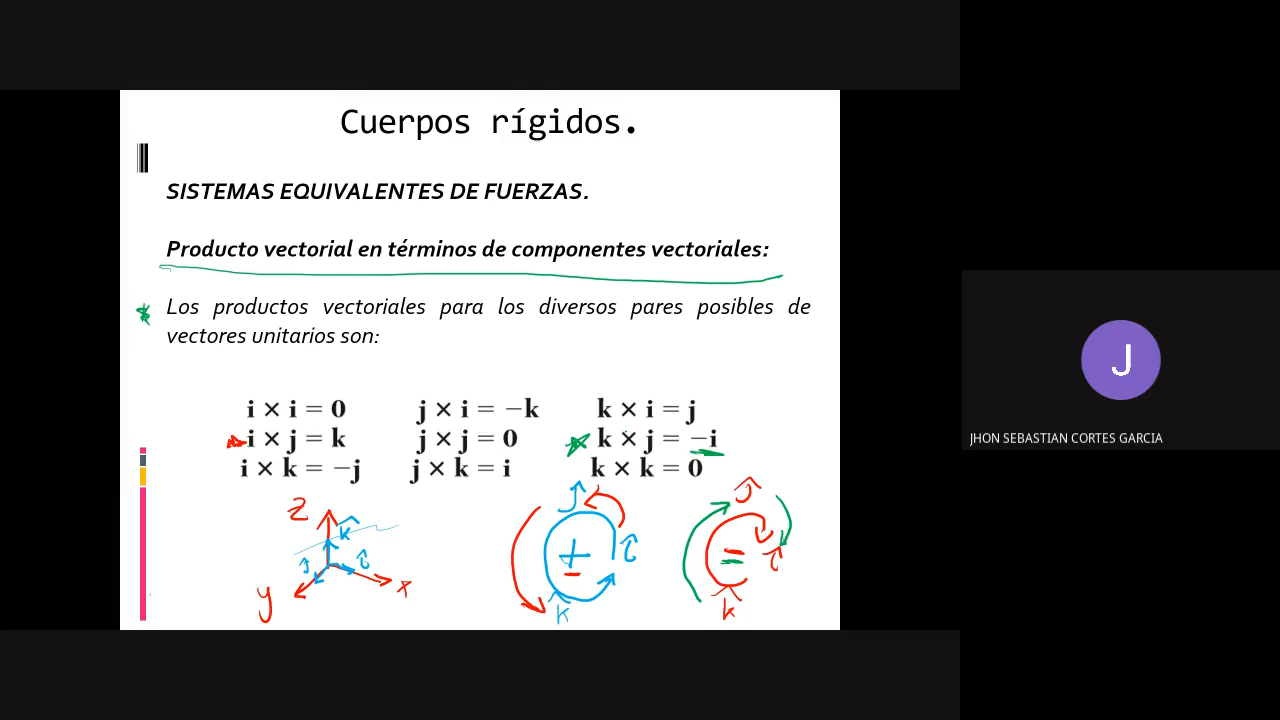 Cuerpos rígidos.
SISTEMAS EQUIVALENTES DE FUERZAS.
Producto vectorial en términos de componentes vectoriales:
Los productos vectoriales para los diversos pares posibles de
vectores unitarios son:
i × i = 0 j × i = −k k × i = j
i × j = k j × j = 0 k × j = −i
i × k = −j j × k = i k × k = 0
z
k̂
ĵ
î
y
x
ĵ
î
+
−
k̂
ĵ
î
k̂
J
JHON SEBASTIAN CORTES GARCIA